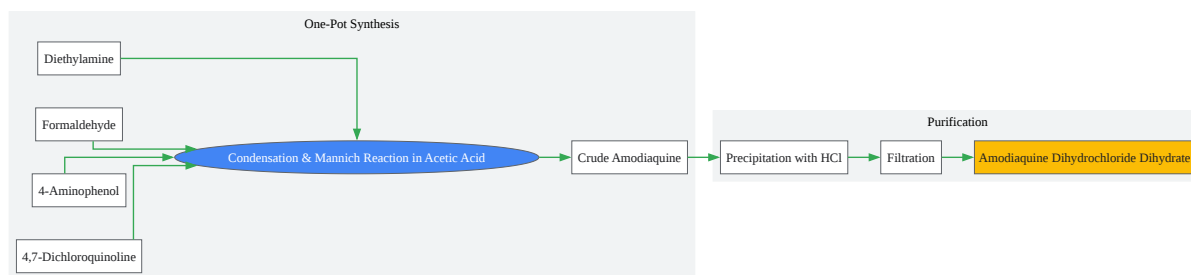 One-Pot Synthesis
Diethylamine
Formaldehyde
4-Aminophenol
4,7-Dichloroquinoline
Condensation & Mannich Reaction in Acetic Acid
Crude Amodiaquine
Purification
Precipitation with HCl
Filtration
Amodiaquine Dihydrochloride Dihydrate